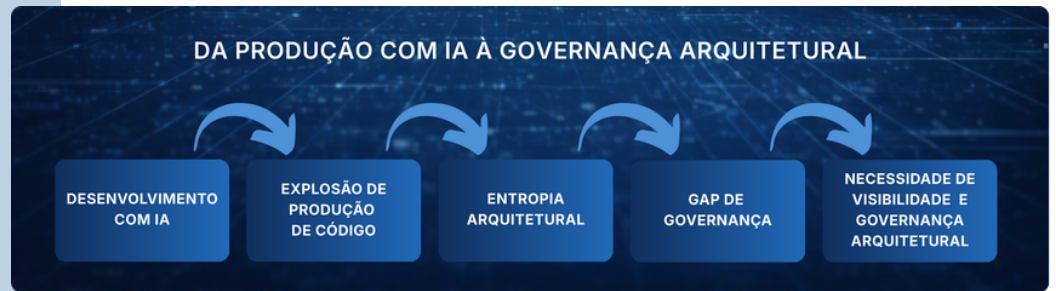 DA PRODUÇÃO COM IA À GOVERNANÇA ARQUITETURAL
DESENVOLVIMENTO
COM IA
EXPLOSÃO DE
PRODUÇÃO
DE CÓDIGO
ENTROPIA
ARQUITETURAL
GAP DE
GOVERNANÇA
NECESSIDADE DE
VISIBILIDADE E
GOVERNANÇA
ARQUITETURAL